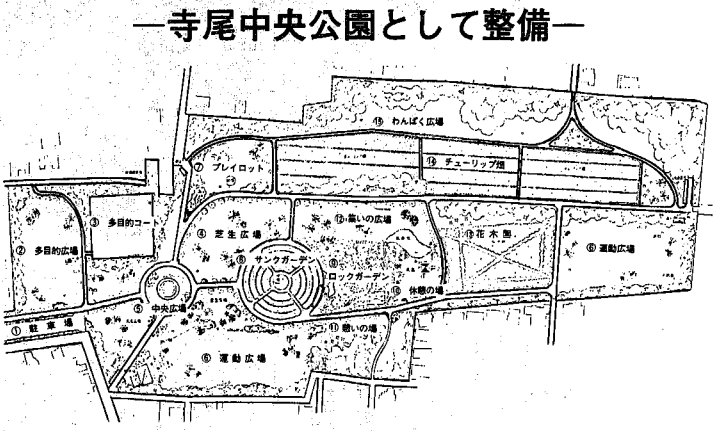 ―寺尾中央公園として整備―
⑮ わんぱく広場
⑦ プレイロット
⑭ チューリップ畑
③ 多目的コート
② 多目的広場
④ 芝生広場
⑫ 集いの広場
⑬ 花木園
⑥ 運動広場
⑧ サンクガーデン
⑨ ロックガーデン
⑩ 休憩の場
⑤ 中央広場
① 駐車場
⑪ 憩いの場
⑥ 運動広場